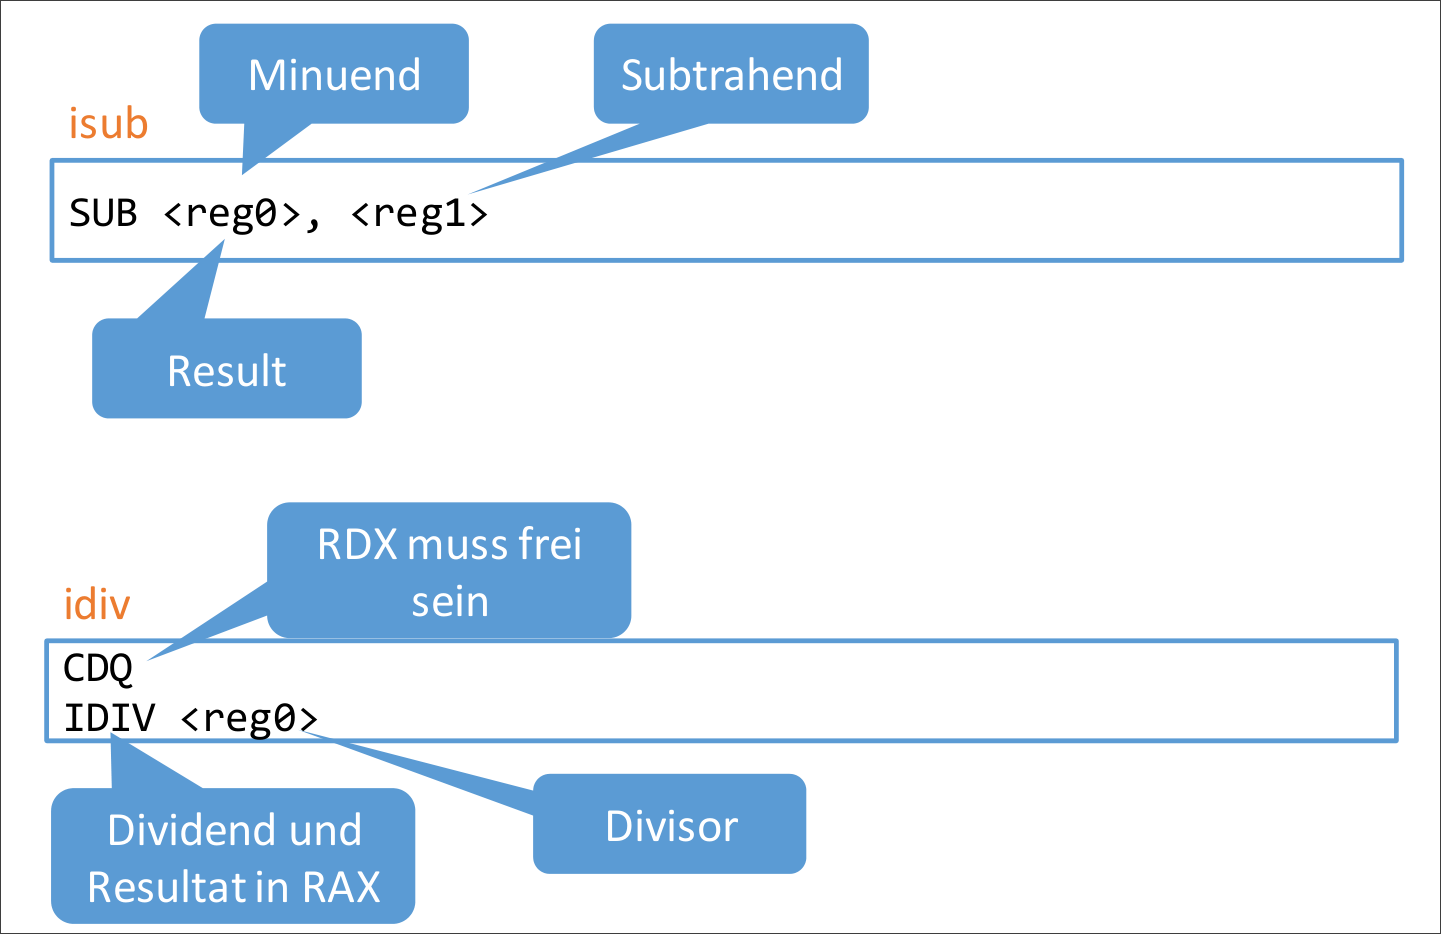 Minuend
Subtrahend
isub
SUB <reg0>, <reg1>
Result
RDX muss frei
sein
idiv
CDQ
IDIV <reg0>
Dividend und
Resultat in RAX
Divisor